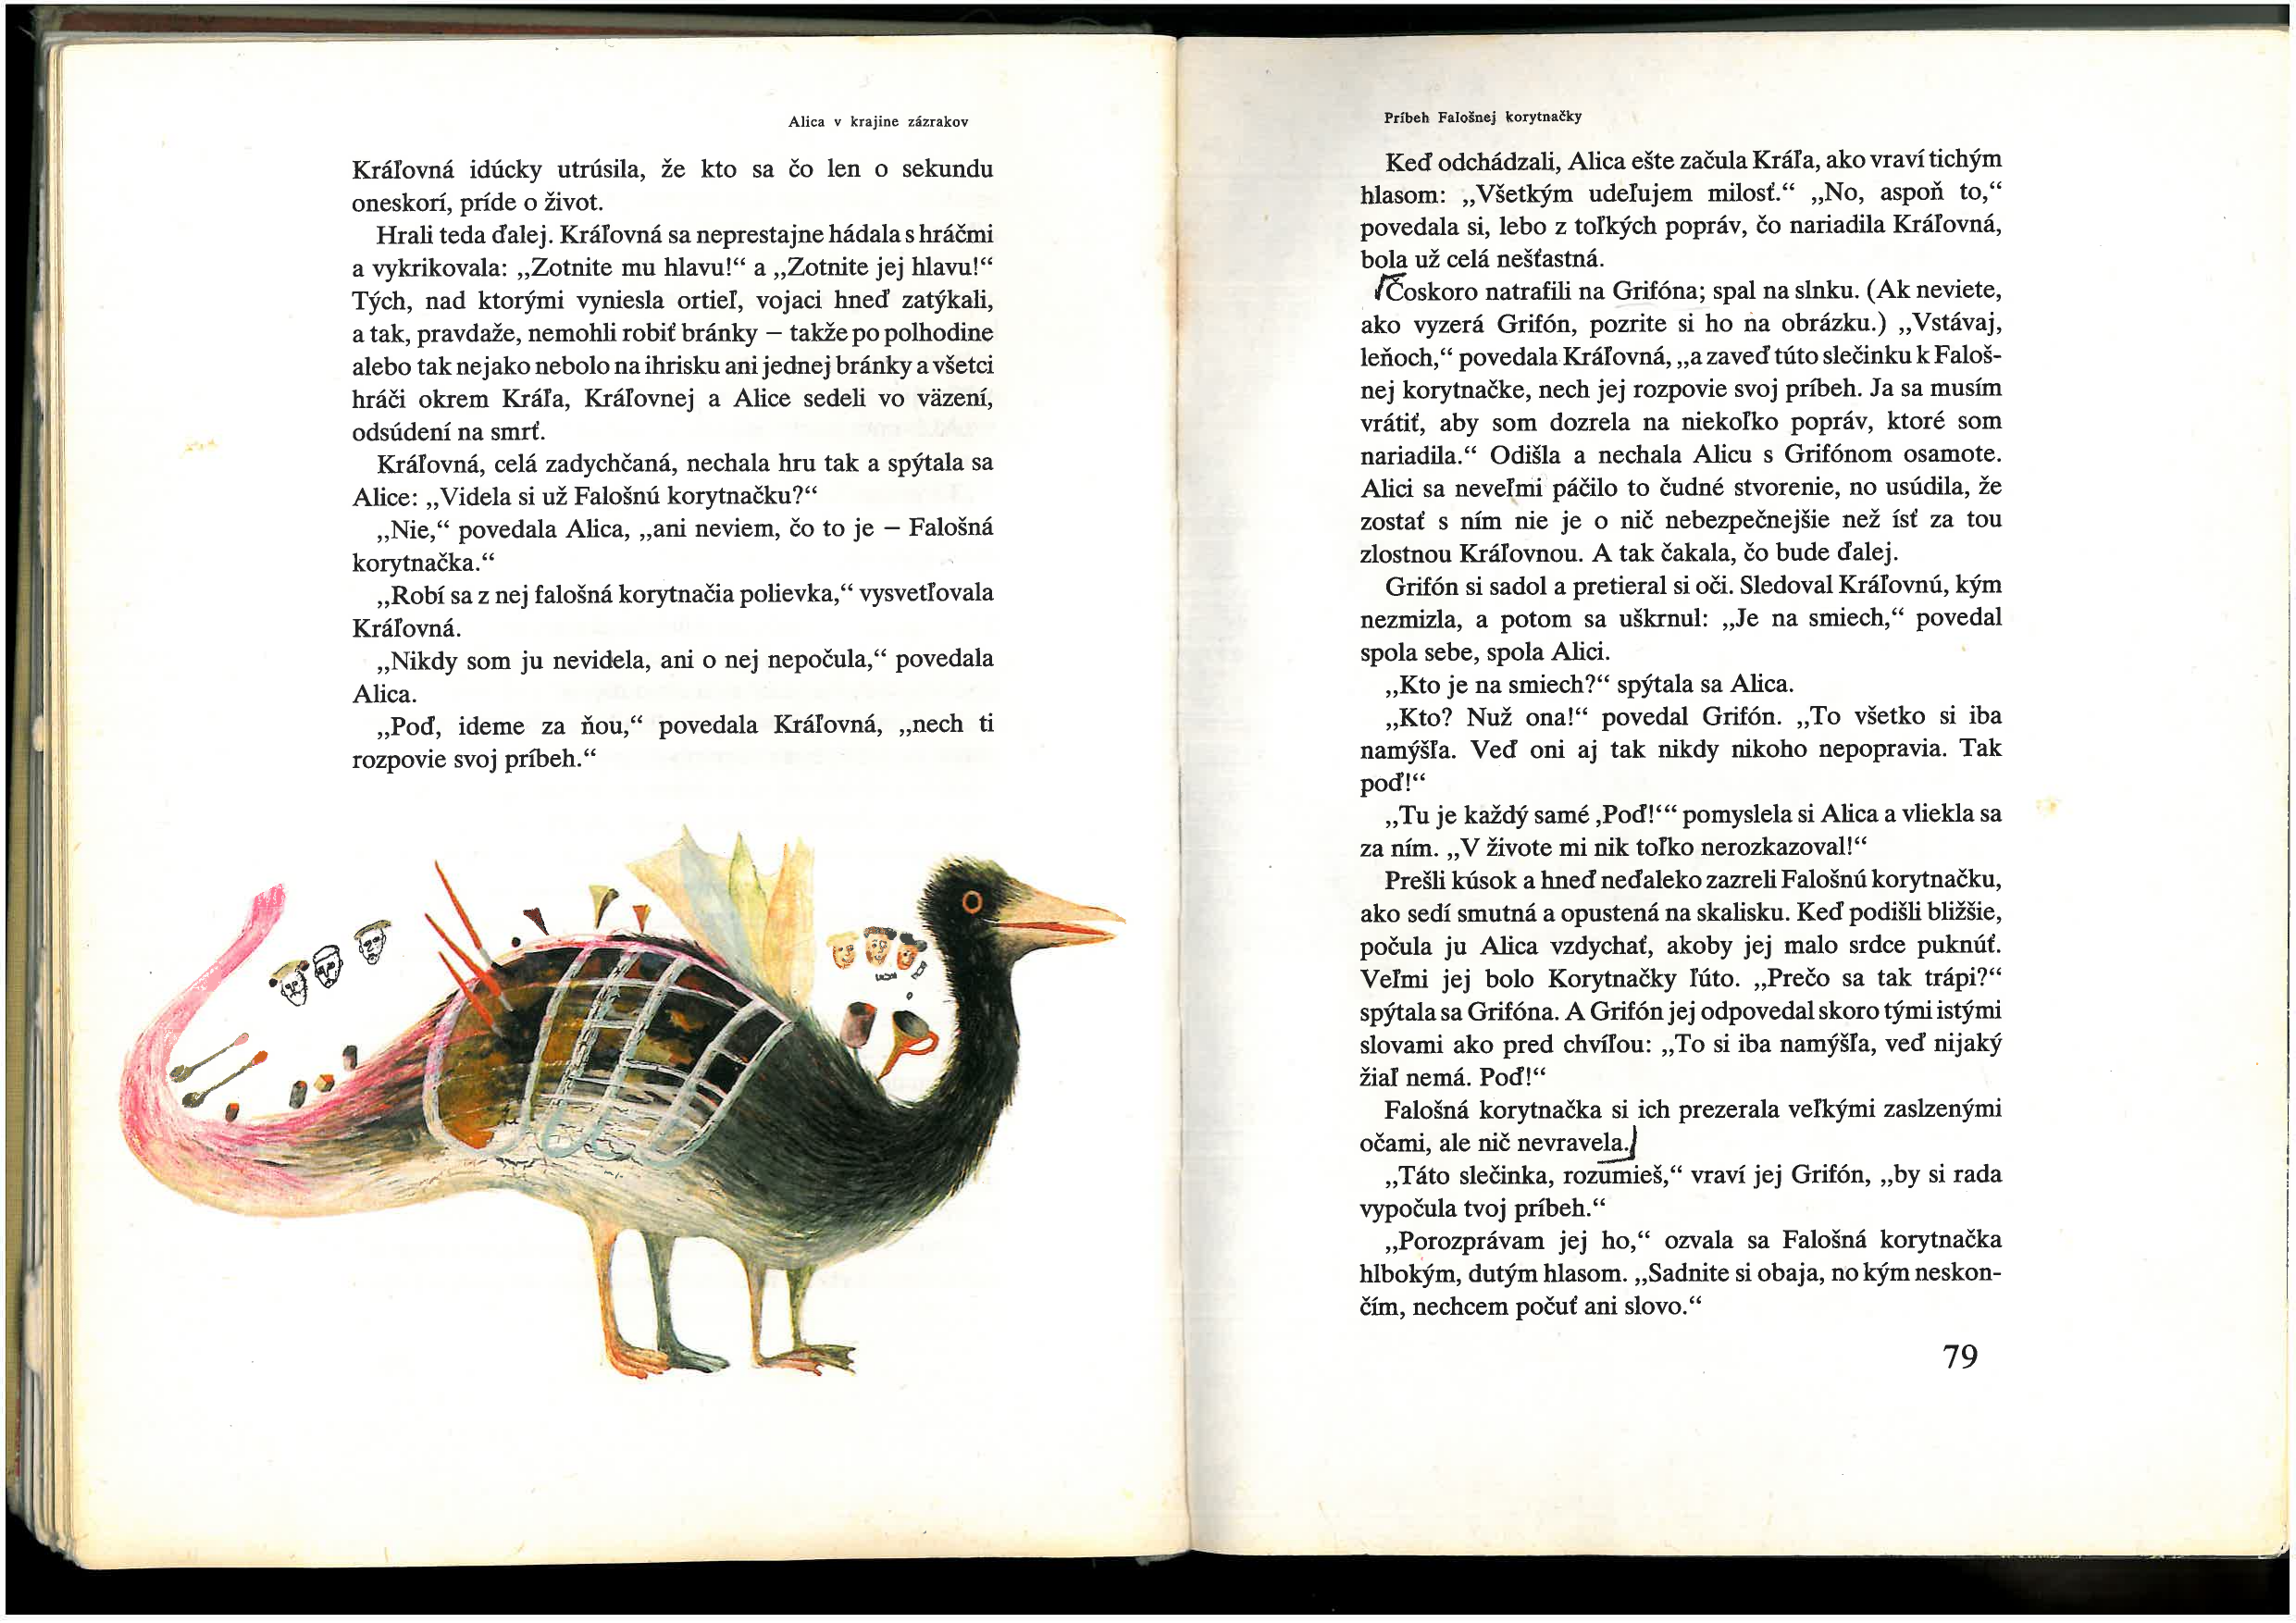 Alica v krajine zázrakov
Kráľovná idúcky utrúsila, že kto sa čo len o sekundu
oneskorí, príde o život.
Hrali teda ďalej. Kráľovná sa neprestajne hádala s hráčmi
a vykrikovala: „Zotnite mu hlavu!“ a „Zotnite jej hlavu!“
Tých, nad ktorými vyniesla ortieľ, vojaci hneď zatýkali,
a tak, pravdaže, nemohli robiť bránky – takže po polhodine
alebo tak nejako nebolo na ihrisku ani jednej bránky a všetci
hráči okrem Kráľa, Kráľovnej a Alice sedeli vo väzení,
odsúdení na smrť.
Kráľovná, celá zadychčaná, nechala hru tak a spýtala sa
Alice: „Videla si už Falošnú korytnačku?“
„Nie,“ povedala Alica, „ani neviem, čo to je – Falošná
korytnačka.“
„Robí sa z nej falošná korytnačia polievka,“ vysvetľovala
Kráľovná.
„Nikdy som ju nevidela, ani o nej nepočula,“ povedala
Alica.
„Poď, ideme za ňou,“ povedala Kráľovná, „nech ti
rozpovie svoj príbeh.“
Príbeh Falošnej korytnačky
Keď odchádzali, Alica ešte začula Kráľa, ako vraví tichým
hlasom: „Všetkým udeľujem milosť.“ „No, aspoň to,“
povedala si, lebo z toľkých popráv, čo nariadila Kráľovná,
bola už celá nešťastná.
Čoskoro natrafili na Grifóna; spal na slnku. (Ak neviete,
ako vyzerá Grifón, pozrite si ho na obrázku.) „Vstávaj,
leňoch,“ povedala Kráľovná, „a zaveď túto slečinku k Faloš-
nej korytnačke, nech jej rozpovie svoj príbeh. Ja sa musím
vrátiť, aby som dozrela na niekoľko popráv, ktoré som
nariadila.“ Odišla a nechala Alicu s Grifónom osamote.
Alici sa neveľmi páčilo to čudné stvorenie, no usúdila, že
zostať s ním nie je o nič nebezpečnejšie než ísť za tou
zlostnou Kráľovnou. A tak čakala, čo bude ďalej.
Grifón si sadol a pretieral si oči. Sledoval Kráľovnú, kým
nezmizla, a potom sa uškrnul: „Je na smiech,“ povedal
spola sebe, spola Alici.
„Kto je na smiech?“ spýtala sa Alica.
„Kto? Nuž ona!“ povedal Grifón. „To všetko si iba
namýšľa. Veď oni aj tak nikdy nikoho nepopravia. Tak
poď!“
„Tu je každý samé ‚Poď!‘“ pomyslela si Alica a vliekla sa
za ním. „V živote mi nik toľko nerozkazoval!“
Prešli kúsok a hneď neďaleko zazreli Falošnú korytnačku,
ako sedí smutná a opustená na skalisku. Keď podišli bližšie,
počula ju Alica vzdychať, akoby jej malo srdce puknúť.
Veľmi jej bolo Korytnačky ľúto. „Prečo sa tak trápi?“
spýtala sa Grifóna. A Grifón jej odpovedal skoro tými istými
slovami ako pred chvíľou: „To si iba namýšľa, veď nijaký
žiaľ nemá. Poď!“
Falošná korytnačka si ich prezerala veľkými zaslzenými
očami, ale nič nevravela.
„Táto slečinka, rozumieš,“ vraví jej Grifón, „by si rada
vypočula tvoj príbeh.“
„Porozprávam jej ho,“ ozvala sa Falošná korytnačka
hlbokým, dutým hlasom. „Sadnite si obaja, no kým neskon-
čím, nechcem počuť ani slovo.“
79